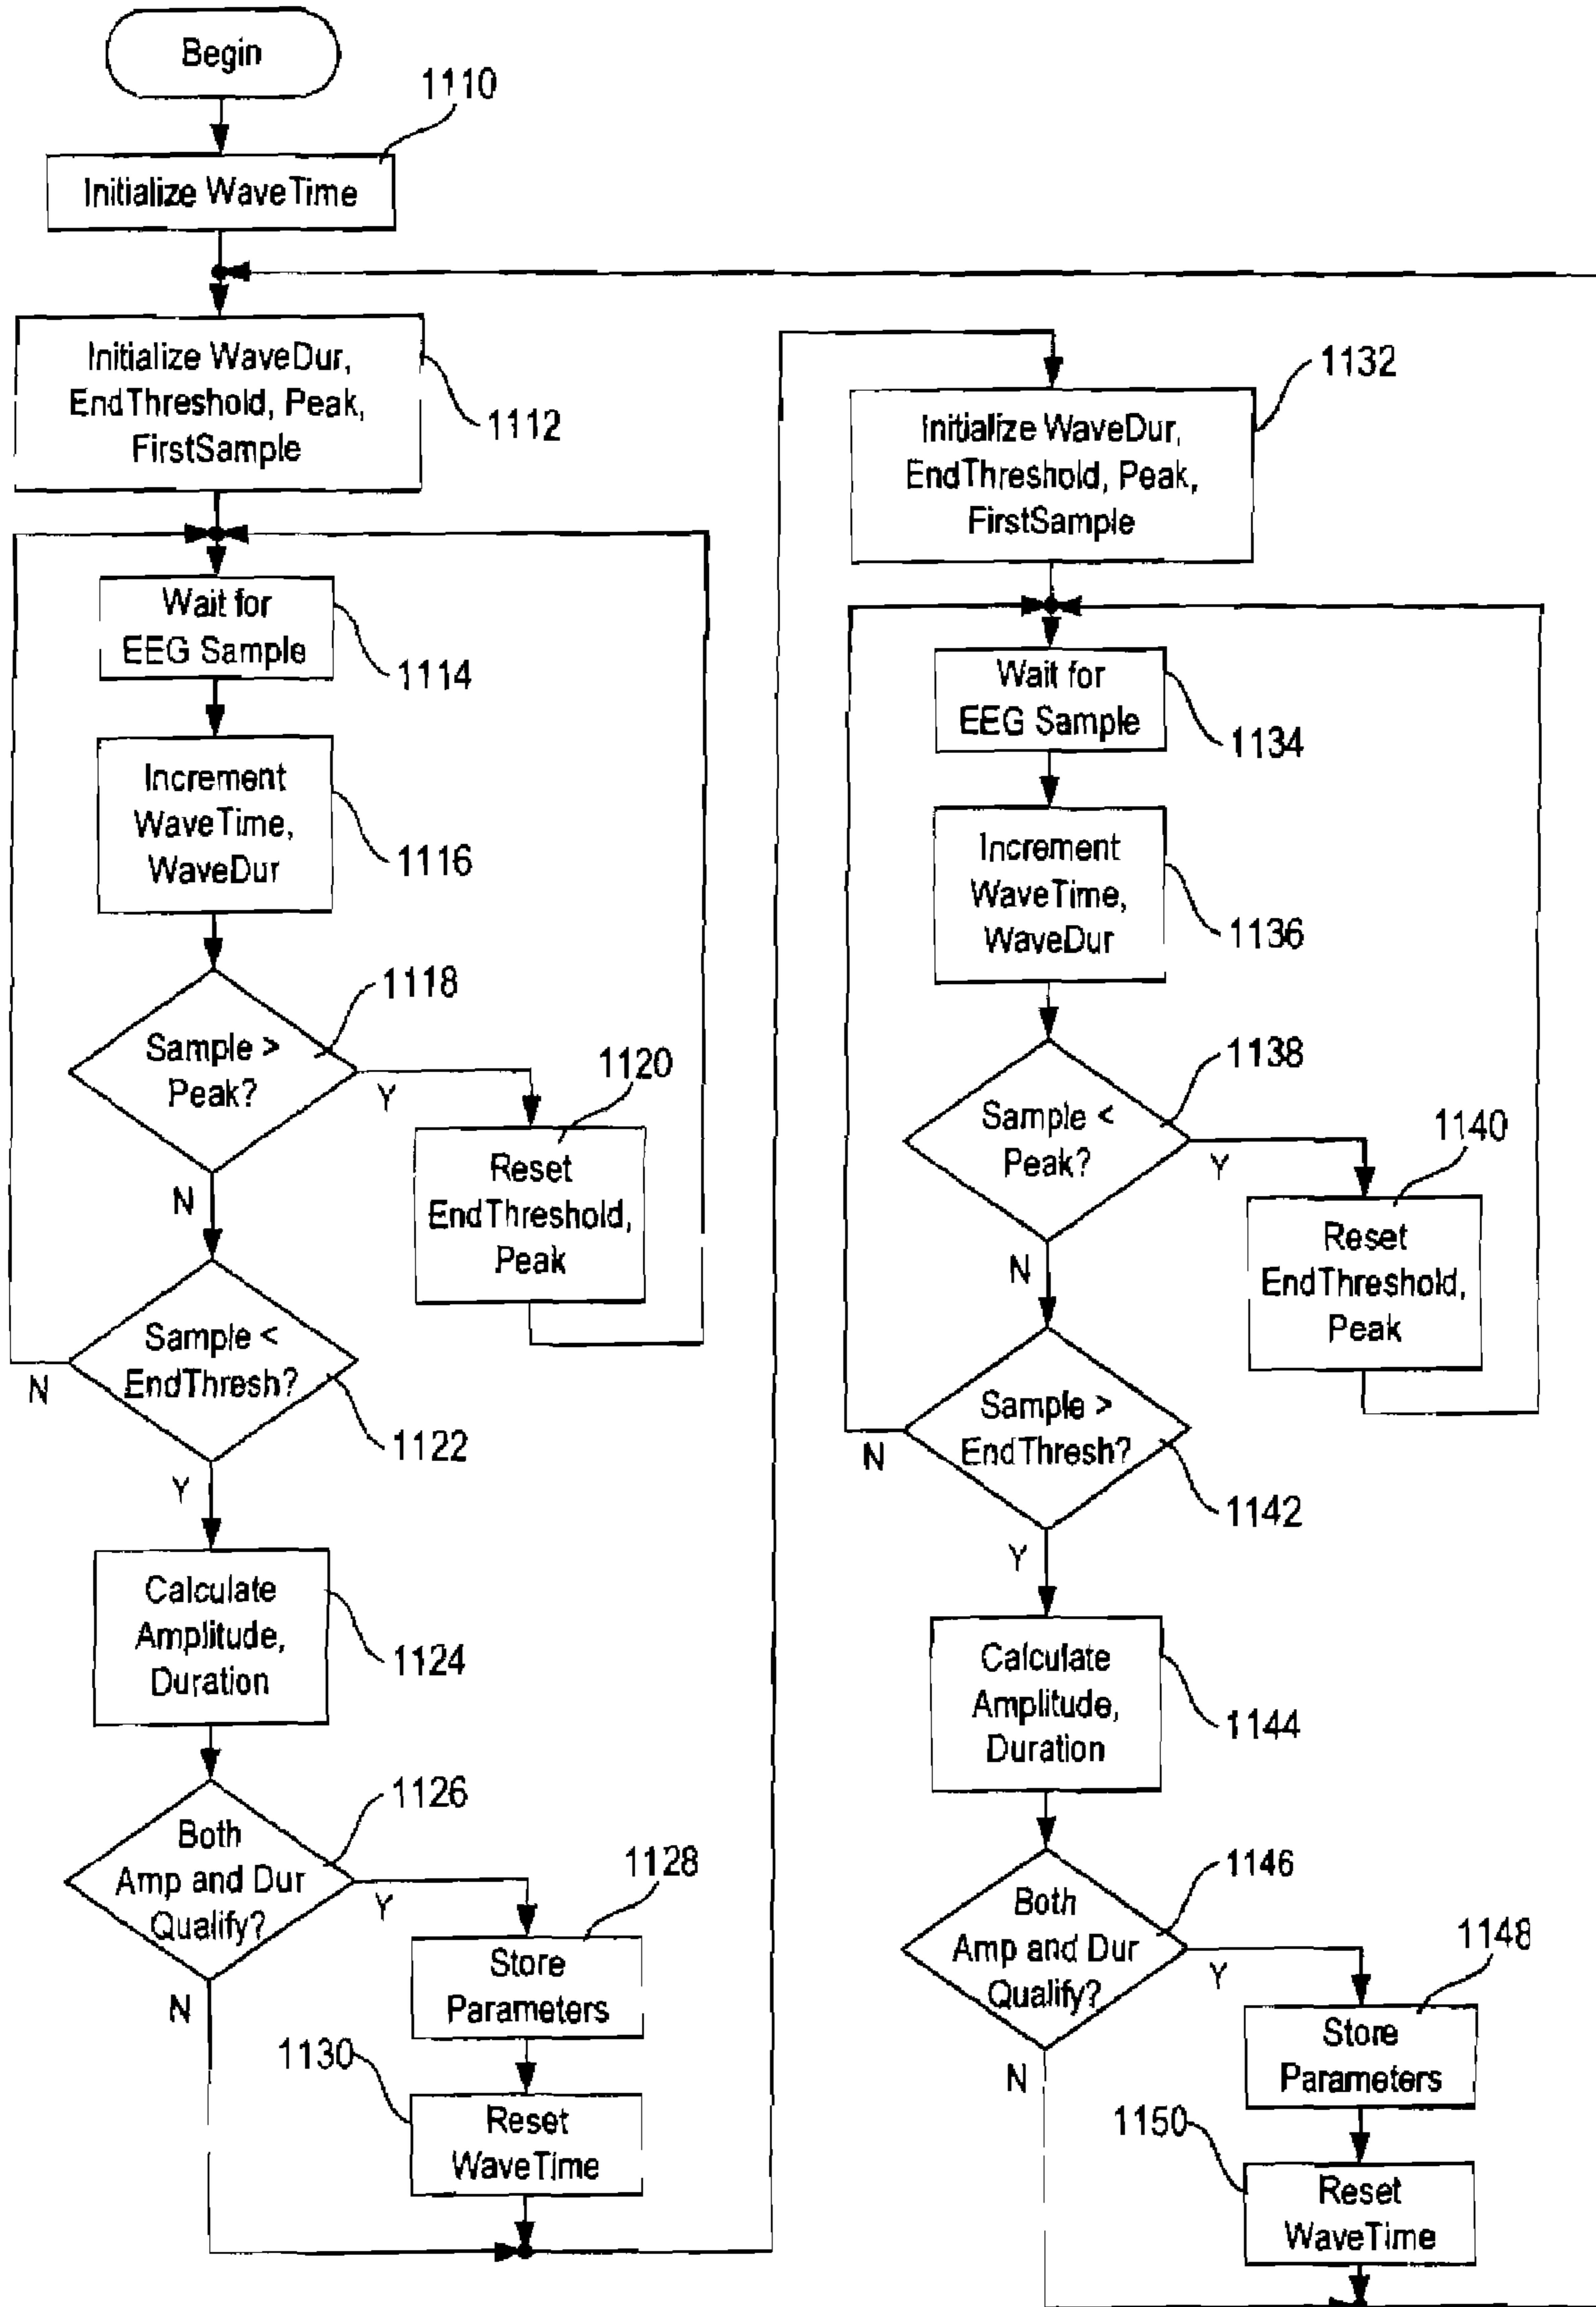 Begin
1110
Initialize WaveTime
Initialize WaveDur,
EndThreshold, Peak,
FirstSample
1112
Wait for
EEG Sample
1114
Increment
WaveTime,
WaveDur
1116
1118
Sample >
Peak?
Y
N
1120
Reset
EndThreshold,
Peak
Sample <
EndThresh?
N
1122
Y
Calculate
Amplitude,
Duration
1124
1126
Both
Amp and Dur
Qualify?
Y
N
1128
Store
Parameters
1130
Reset
WaveTime
1132
Initialize WaveDur,
EndThreshold, Peak,
FirstSample
Wait for
EEG Sample
1134
Increment
WaveTime,
WaveDur
1136
1138
Sample <
Peak?
Y
N
1140
Reset
EndThreshold,
Peak
Sample >
EndThresh?
N
1142
Y
Calculate
Amplitude,
Duration
1144
1146
Both
Amp and Dur
Qualify?
Y
N
1148
Store
Parameters
1150
Reset
WaveTime